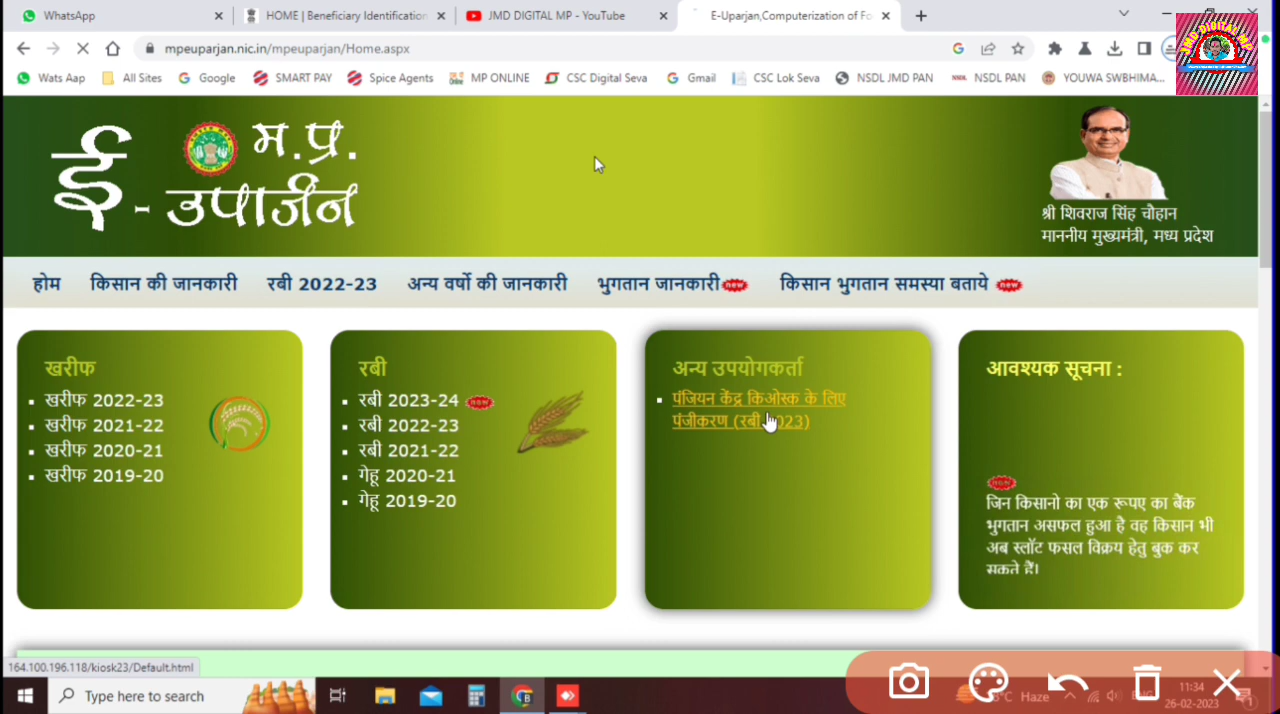 WhatsApp
HOME | Beneficiary Identification
JMD DIGITAL MP - YouTube
E-Uparjan,Computerization of Fo
mpeuparjan.nic.in/mpeuparjan/Home.aspx
JMD DIGITAL MP
Wats Aap All Sites Google SMART PAY Spice Agents MP ONLINE CSC Digital Seva Gmail CSC Lok Seva NSDL JMD PAN NSDL PAN YOUWA SWBHIMA...
ई - म.प्र.
उपार्जन
श्री शिवराज सिंह चौहान
माननीय मुख्यमंत्री, मध्य प्रदेश
होम किसान की जानकारी रबी 2022-23 अन्य वर्षो की जानकारी भुगतान जानकारी new किसान भुगतान समस्या बताये new
खरीफ
खरीफ 2022-23
खरीफ 2021-22
खरीफ 2020-21
खरीफ 2019-20
रबी
रबी 2023-24 new
रबी 2022-23
रबी 2021-22
गेहू 2020-21
गेहू 2019-20
अन्य उपयोगकर्ता
पंजियन केंद्र किओस्क के लिए
पंजीकरण (रबी 2023)
आवश्यक सूचना :
new
जिन किसानो का एक रूपए का बैंक
भुगतान असफल हुआ है वह किसान भी
अब स्लॉट फसल विक्रय हेतु बुक कर
सकते हैं।
164.100.196.118/kiosk23/Default.html
Type here to search
Haze
11:34
26-02-2023